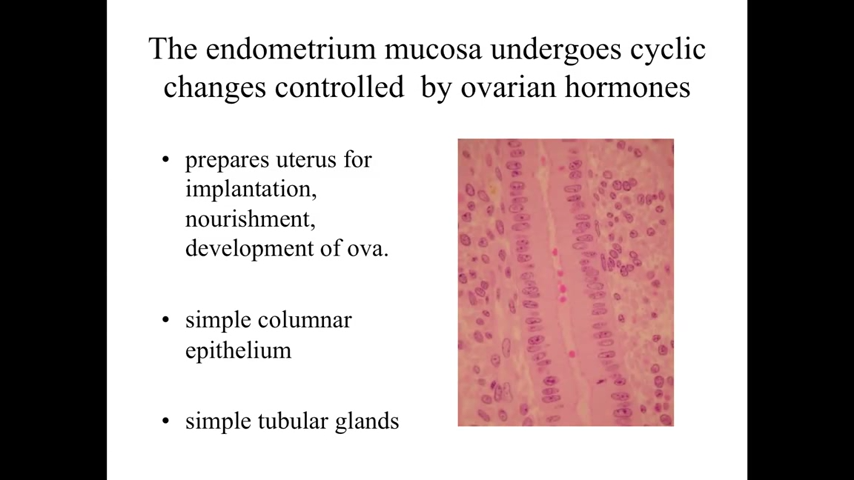 The endometrium mucosa undergoes cyclic
changes controlled  by ovarian hormones
• prepares uterus for
implantation,
nourishment,
development of ova.
• simple columnar
epithelium
• simple tubular glands